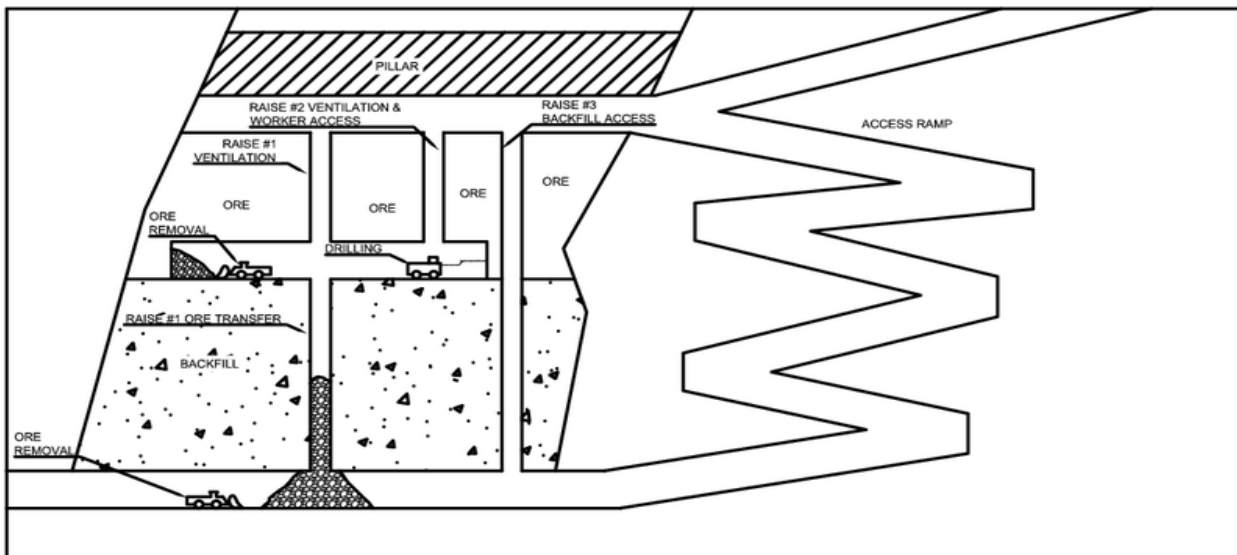 PILLAR
RAISE #2 VENTILATION &
WORKER ACCESS
RAISE #3
BACKFILL ACCESS
ACCESS RAMP
RAISE #1
VENTILATION
ORE
ORE
ORE
ORE
ORE
REMOVAL
DRILLING
RAISE #1 ORE TRANSFER
BACKFILL
ORE
REMOVAL